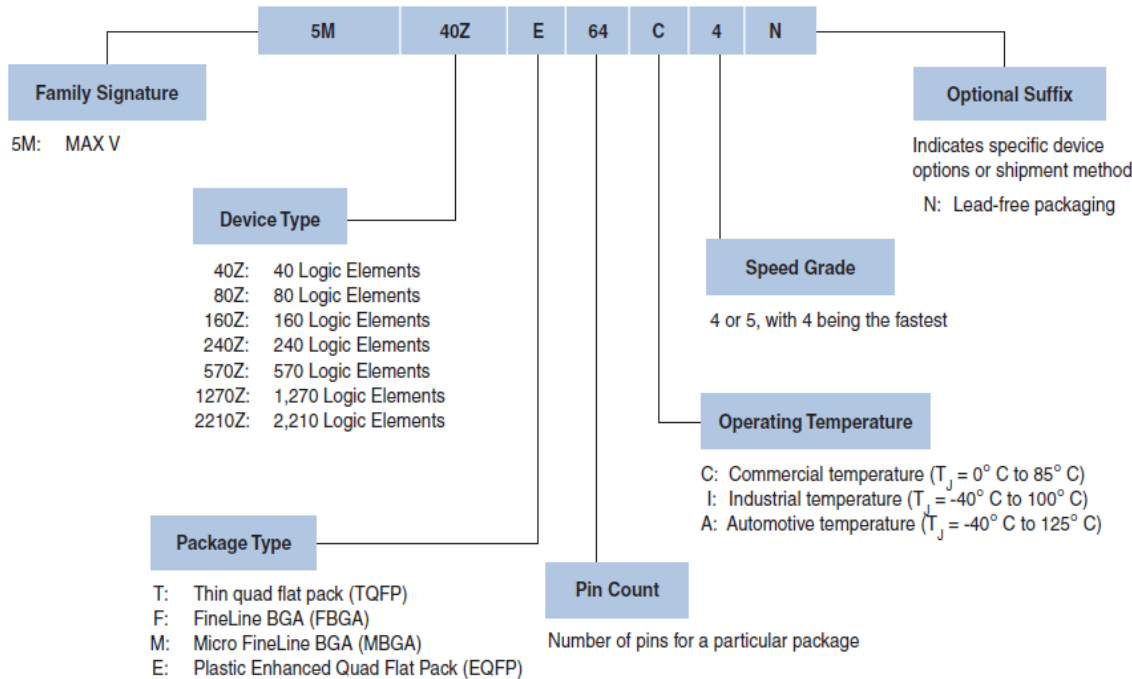 5M 40Z E 64 C 4 N
Family Signature
5M: MAX V
Optional Suffix
Indicates specific device
options or shipment method
N: Lead-free packaging
Device Type
40Z: 40 Logic Elements
80Z: 80 Logic Elements
160Z: 160 Logic Elements
240Z: 240 Logic Elements
570Z: 570 Logic Elements
1270Z: 1,270 Logic Elements
2210Z: 2,210 Logic Elements
Speed Grade
4 or 5, with 4 being the fastest
Operating Temperature
C: Commercial temperature (TJ = 0° C to 85° C)
I: Industrial temperature (TJ = -40° C to 100° C)
A: Automotive temperature (TJ = -40° C to 125° C)
Package Type
T: Thin quad flat pack (TQFP)
F: FineLine BGA (FBGA)
M: Micro FineLine BGA (MBGA)
E: Plastic Enhanced Quad Flat Pack (EQFP)
Pin Count
Number of pins for a particular package